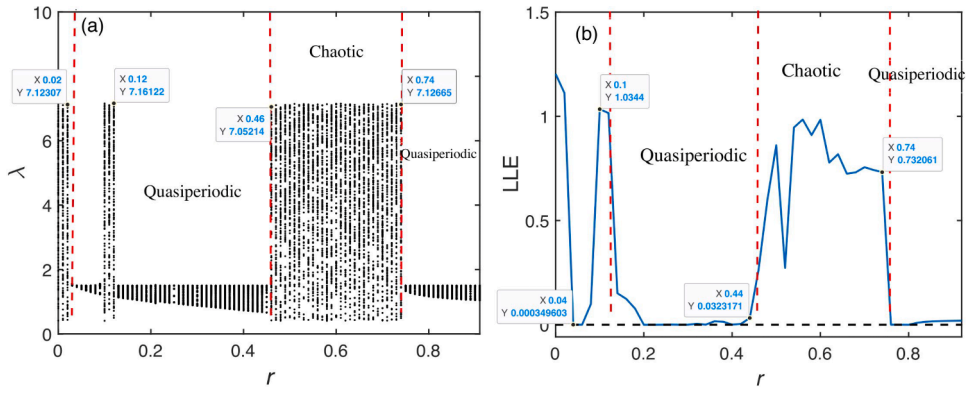 (a)
10
8
6
4
2
0
λ
X 0.02
Y 7.12307
X 0.12
Y 7.16122
X 0.46
Y 7.05214
X 0.74
Y 7.12665
Chaotic
Quasiperiodic
Quasiperiodic
0 0.2 0.4 0.6 0.8
r
(b)
1.5
1
0.5
0
LLE
X 0.1
Y 1.0344
X 0.04
Y 0.000349603
X 0.44
Y 0.0323171
X 0.74
Y 0.732061
Chaotic
Quasiperiodic
Quasiperiodic
0 0.2 0.4 0.6 0.8
r